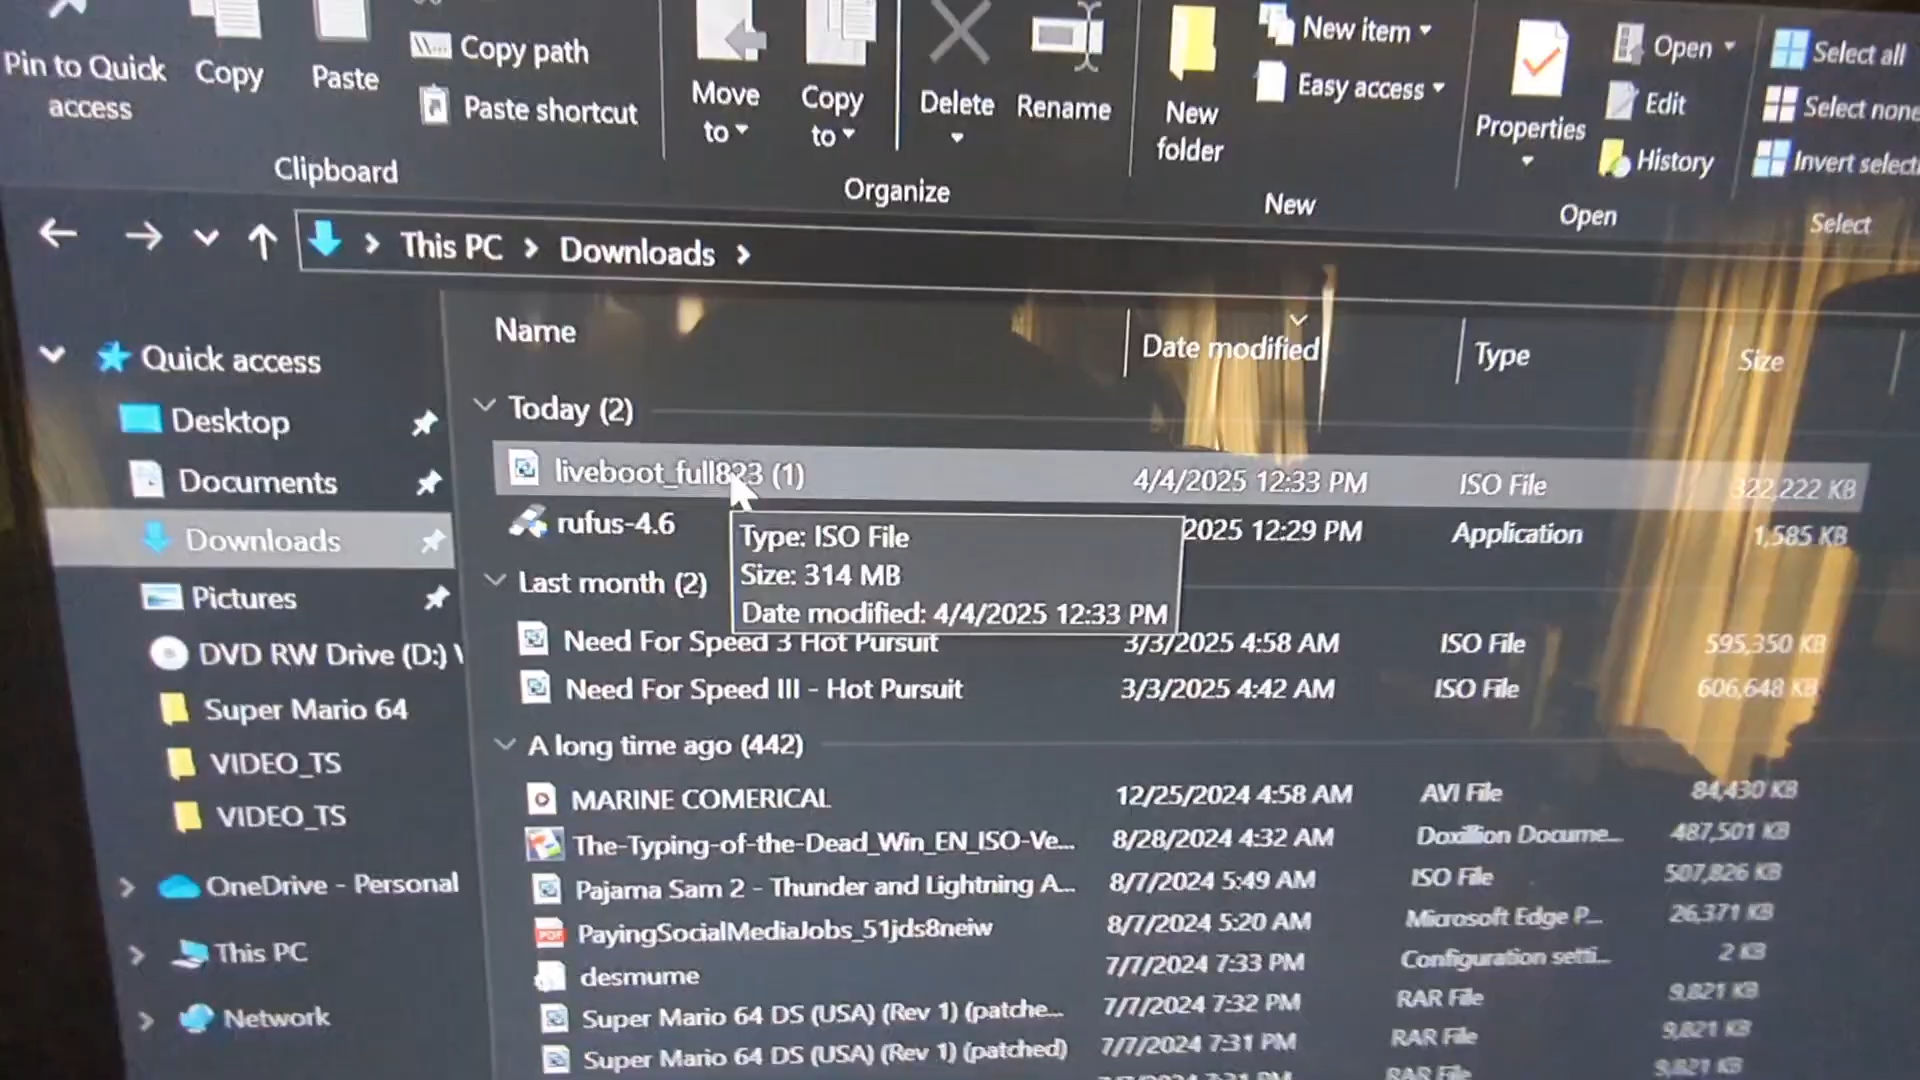 Pin to Quick access
Copy
Paste
Copy path
Paste shortcut
Clipboard
Move to
Copy to
Delete
Rename
Organize
New folder
New item
Easy access
New
Properties
Open
Edit
History
Open
Select all
Select none
Invert select
Select
This PC > Downloads >
Quick access
Desktop
Documents
Downloads
Pictures
DVD RW Drive (D:) V
Super Mario 64
VIDEO_TS
VIDEO_TS
OneDrive - Personal
This PC
Network
Name Date modified Type Size
Today (2)
liveboot_full823 (1) 4/4/2025 12:33 PM ISO File 322,222 KB
rufus-4.6 2025 12:29 PM Application 1,585 KB
Type: ISO File
Size: 314 MB
Date modified: 4/4/2025 12:33 PM
Last month (2)
Need For Speed 3 Hot Pursuit 3/3/2025 4:58 AM ISO File 595,350 KB
Need For Speed III - Hot Pursuit 3/3/2025 4:42 AM ISO File 606,648 KB
A long time ago (442)
MARINE COMERICAL 12/25/2024 4:58 AM AVI File 84,430 KB
The-Typing-of-the-Dead_Win_EN_ISO-Ve... 8/28/2024 4:32 AM Doxillion Docume... 487,501 KB
Pajama Sam 2 - Thunder and Lightning A... 8/7/2024 5:49 AM ISO File 507,826 KB
PayingSocialMediaJobs_51jds8neiw 8/7/2024 5:20 AM Microsoft Edge P... 26,371 KB
desmume 7/7/2024 7:33 PM Configuration setti... 2 KB
Super Mario 64 DS (USA) (Rev 1) (patche... 7/7/2024 7:32 PM RAR File 9,821 KB
Super Mario 64 DS (USA) (Rev 1) (patched) 7/7/2024 7:31 PM RAR File 9,821 KB